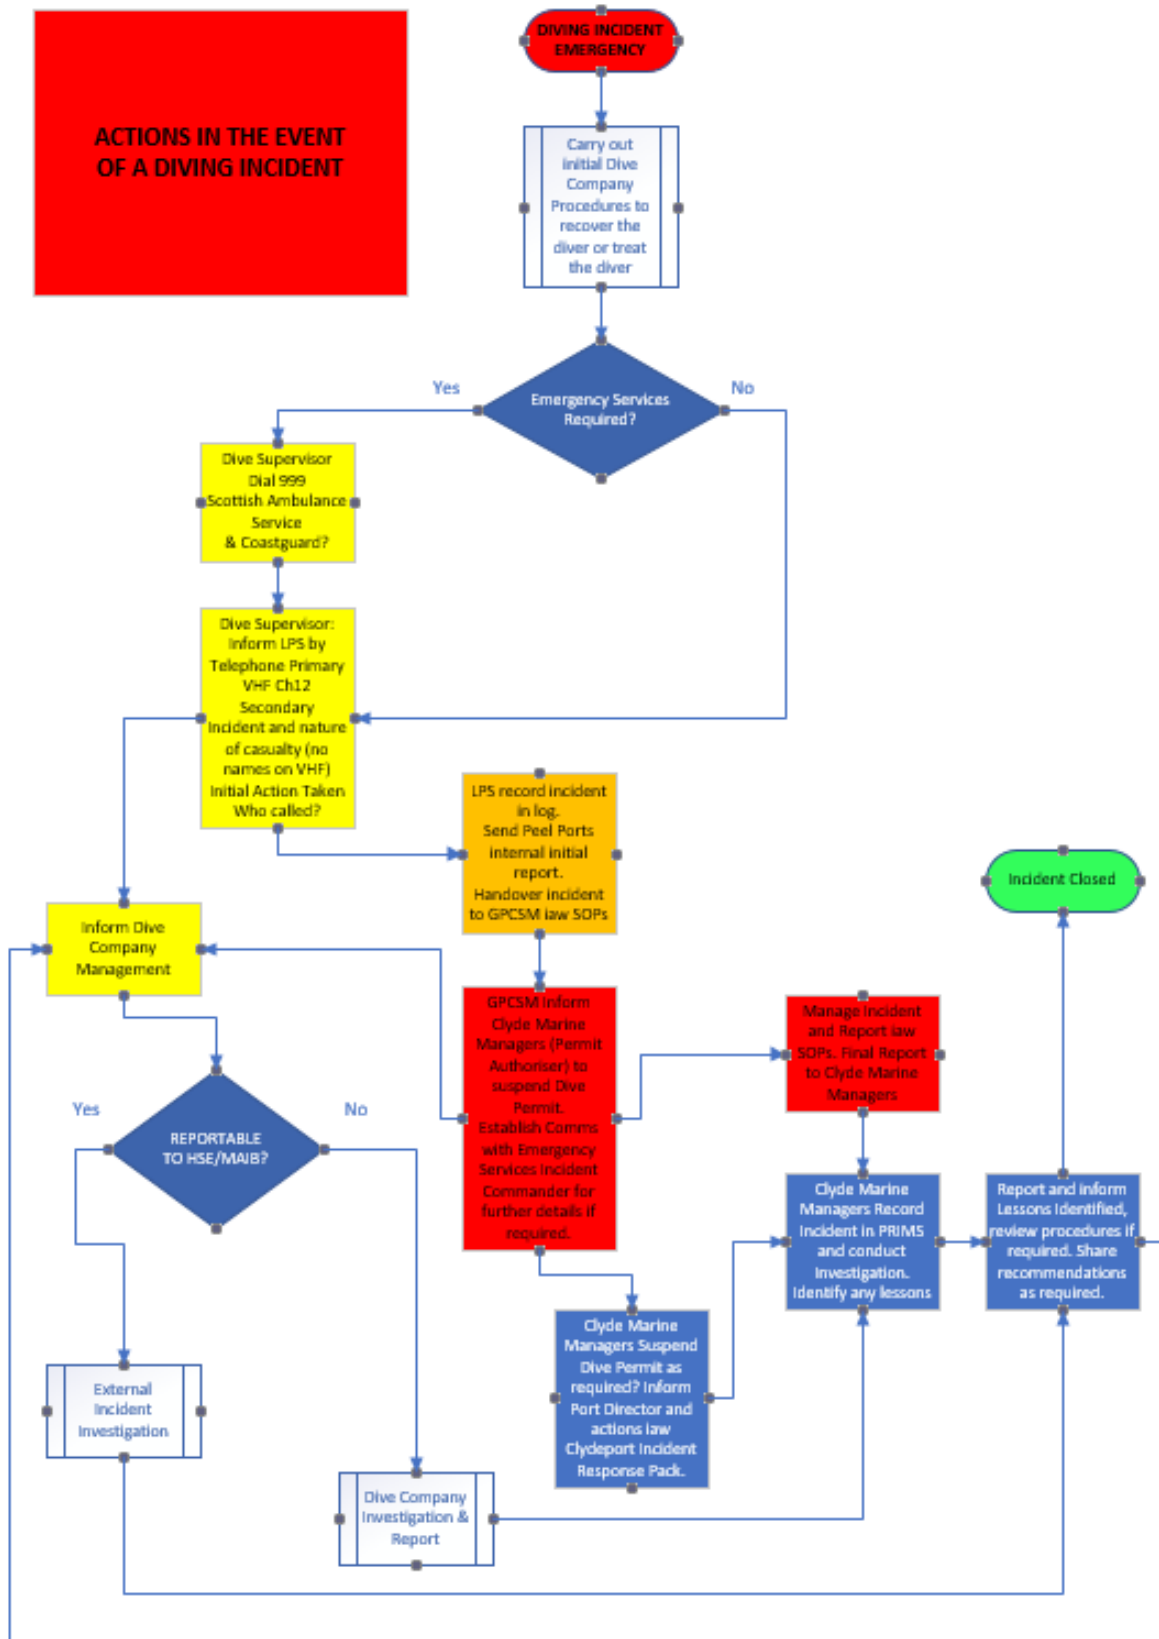 ACTIONS IN THE EVENT
OF A DIVING INCIDENT
DIVING INCIDENT
EMERGENCY
Carry out
initial Dive
Company
Procedures to
recover the
diver or treat
the diver
Emergency Services
Required?
Yes
No
Dive Supervisor
Dial 999
Scottish Ambulance
Service
& Coastguard?
Dive Supervisor:
Inform LPS by
Telephone Primary
VHF Ch12
Secondary
Incident and nature
of casualty (no
names on VHF)
Initial Action Taken
Who called?
LPS record incident
in log.
Send Peel Ports
internal initial
report.
Handover incident
to GPCSM iaw SOPs
Incident Closed
Inform Dive
Company
Management
GPCSM Inform
Clyde Marine
Managers (Permit
Authoriser) to
suspend Dive
Permit.
Establish Comms
with Emergency
Services Incident
Commander for
further details if
required.
Manage Incident
and Report iaw
SOPs. Final Report
to Clyde Marine
Managers
Yes
No
REPORTABLE
TO HSE/MAIB?
Clyde Marine
Managers Record
Incident in PRIMS
and conduct
Investigation.
Identify any lessons
Report and inform
Lessons Identified,
review procedures if
required. Share
recommendations
as required.
Clyde Marine
Managers Suspend
Dive Permit as
required? Inform
Port Director and
actions iaw
Clydeport Incident
Response Pack.
External
Incident
Investigation
Dive Company
Investigation &
Report